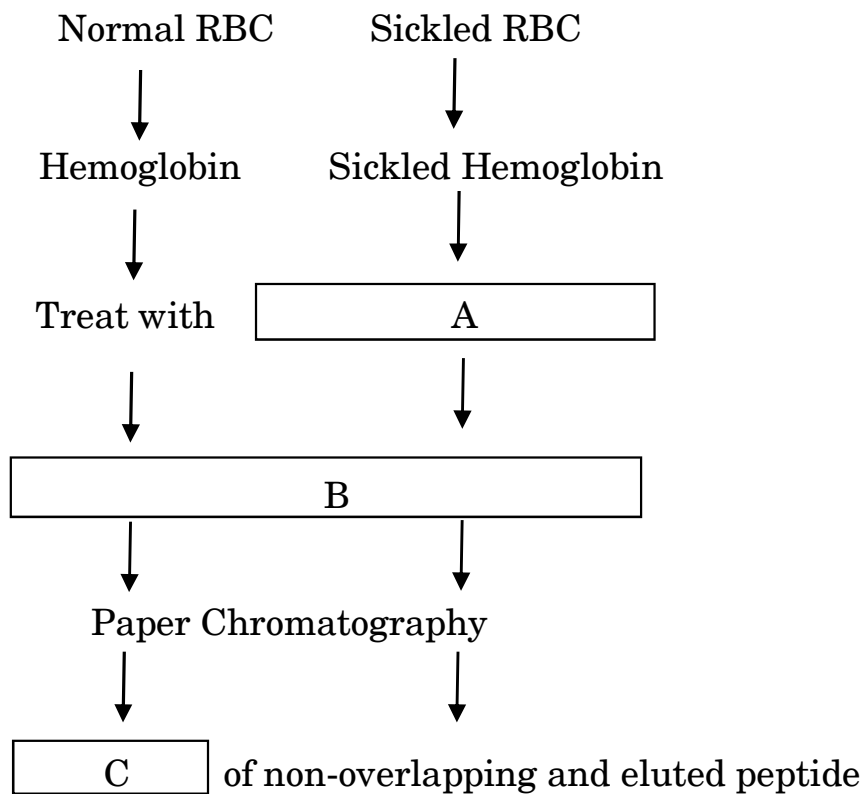 Normal RBC Sickled RBC
Hemoglobin Sickled Hemoglobin
Treat with A
B
Paper Chromatography
C of non-overlapping and eluted peptide